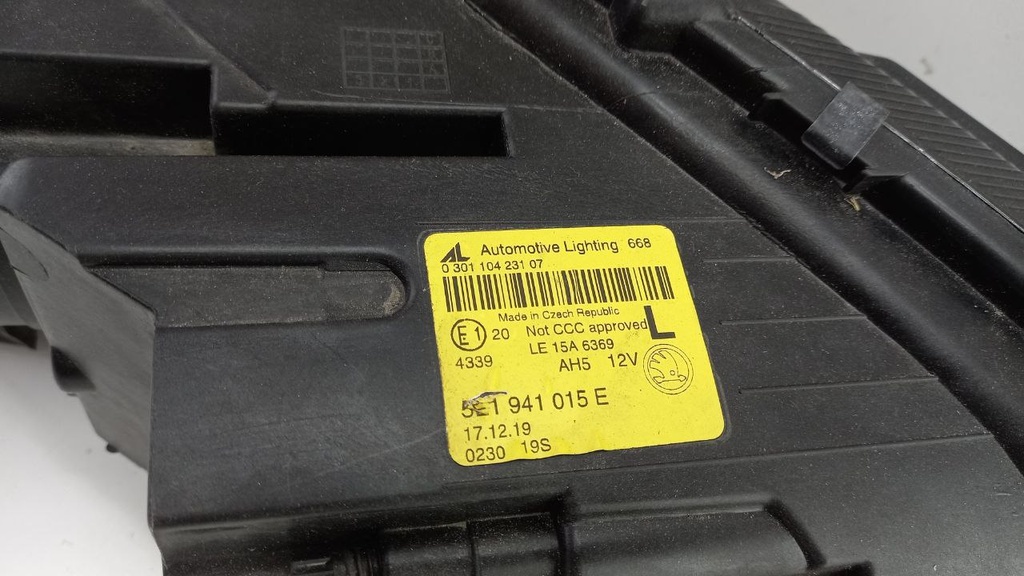 AL Automotive Lighting 668
0 301 104 231 07
Made in Czech Republic
E1 20 Not CCC approved L
4339 LE 15A 6369
AH5 12V
5E1 941 015 E
17.12.19
0230 19S